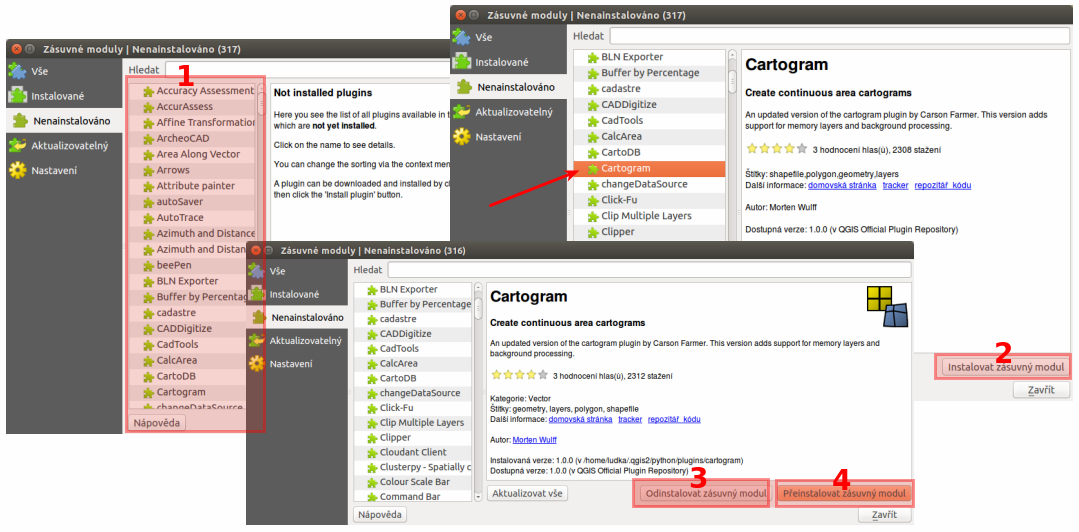 Zásuvné moduly | Nenainstalováno (317)
Vše
Instalované
Nenainstalováno
Aktualizovatelný
Nastavení
Hledat
1
Accuracy Assessment
AccurAssess
Affine Transformation
ArcheoCAD
Area Along Vector
Arrows
Attribute painter
autoSaver
AutoTrace
Azimuth and Distance
Azimuth and Distan
beePen
BLN Exporter
Buffer by Percentag
cadastre
CADDigitize
CadTools
CalcArea
CartoDB
Cartogram
changeDataSource
Nápověda
Not installed plugins
Here you see the list of all plugins available in t
which are not yet installed.
Click on the name to see details.
You can change the sorting via the context men
A plugin can be downloaded and installed by cl
then click the 'Install plugin' button.
Zásuvné moduly | Nenainstalováno (317)
Vše
Instalované
Nenainstalováno
Aktualizovatelný
Nastavení
Hledat
BLN Exporter
Buffer by Percentage
cadastre
CADDigitize
CadTools
CalcArea
CartoDB
Cartogram
changeDataSource
Click-Fu
Clip Multiple Layers
Clipper
Cartogram
Create continuous area cartograms
An updated version of the cartogram plugin by Carson Farmer. This version adds
support for memory layers and background processing.
3 hodnocení hlas(ů), 2308 stažení
Štítky: shapefile,polygon,geometry,layers
Další informace: domovská stránka tracker repozitář_kódu
Autor: Morten Wulff
Dostupná verze: 1.0.0 (v QGIS Official Plugin Repository)
2
Instalovat zásuvný modul
Zavřít
Zásuvné moduly | Nenainstalováno (316)
Vše
Instalované
Nenainstalováno
Aktualizovatelný
Nastavení
Hledat
BLN Exporter
Buffer by Percentage
cadastre
CADDigitize
CadTools
CalcArea
CartoDB
changeDataSource
Click-Fu
Clip Multiple Layers
Clipper
Cloudant Client
Clusterpy - Spatially c
Colour Scale Bar
Command Bar
Nápověda
Cartogram
Create continuous area cartograms
An updated version of the cartogram plugin by Carson Farmer. This version adds support for memory layers and
background processing.
3 hodnocení hlas(ů), 2312 stažení
Kategorie: Vector
Štítky: geometry, layers, polygon, shapefile
Další informace: domovská stránka tracker repozitář_kódu
Autor: Morten Wulff
Instalovaná verze: 1.0.0 (v /home/ludka/.qgis2/python/plugins/cartogram)
Dostupná verze: 1.0.0 (v QGIS Official Plugin Repository)
3
4
Aktualizovat vše
Odinstalovat zásuvný modul
Přeinstalovat zásuvný modul
Zavřít